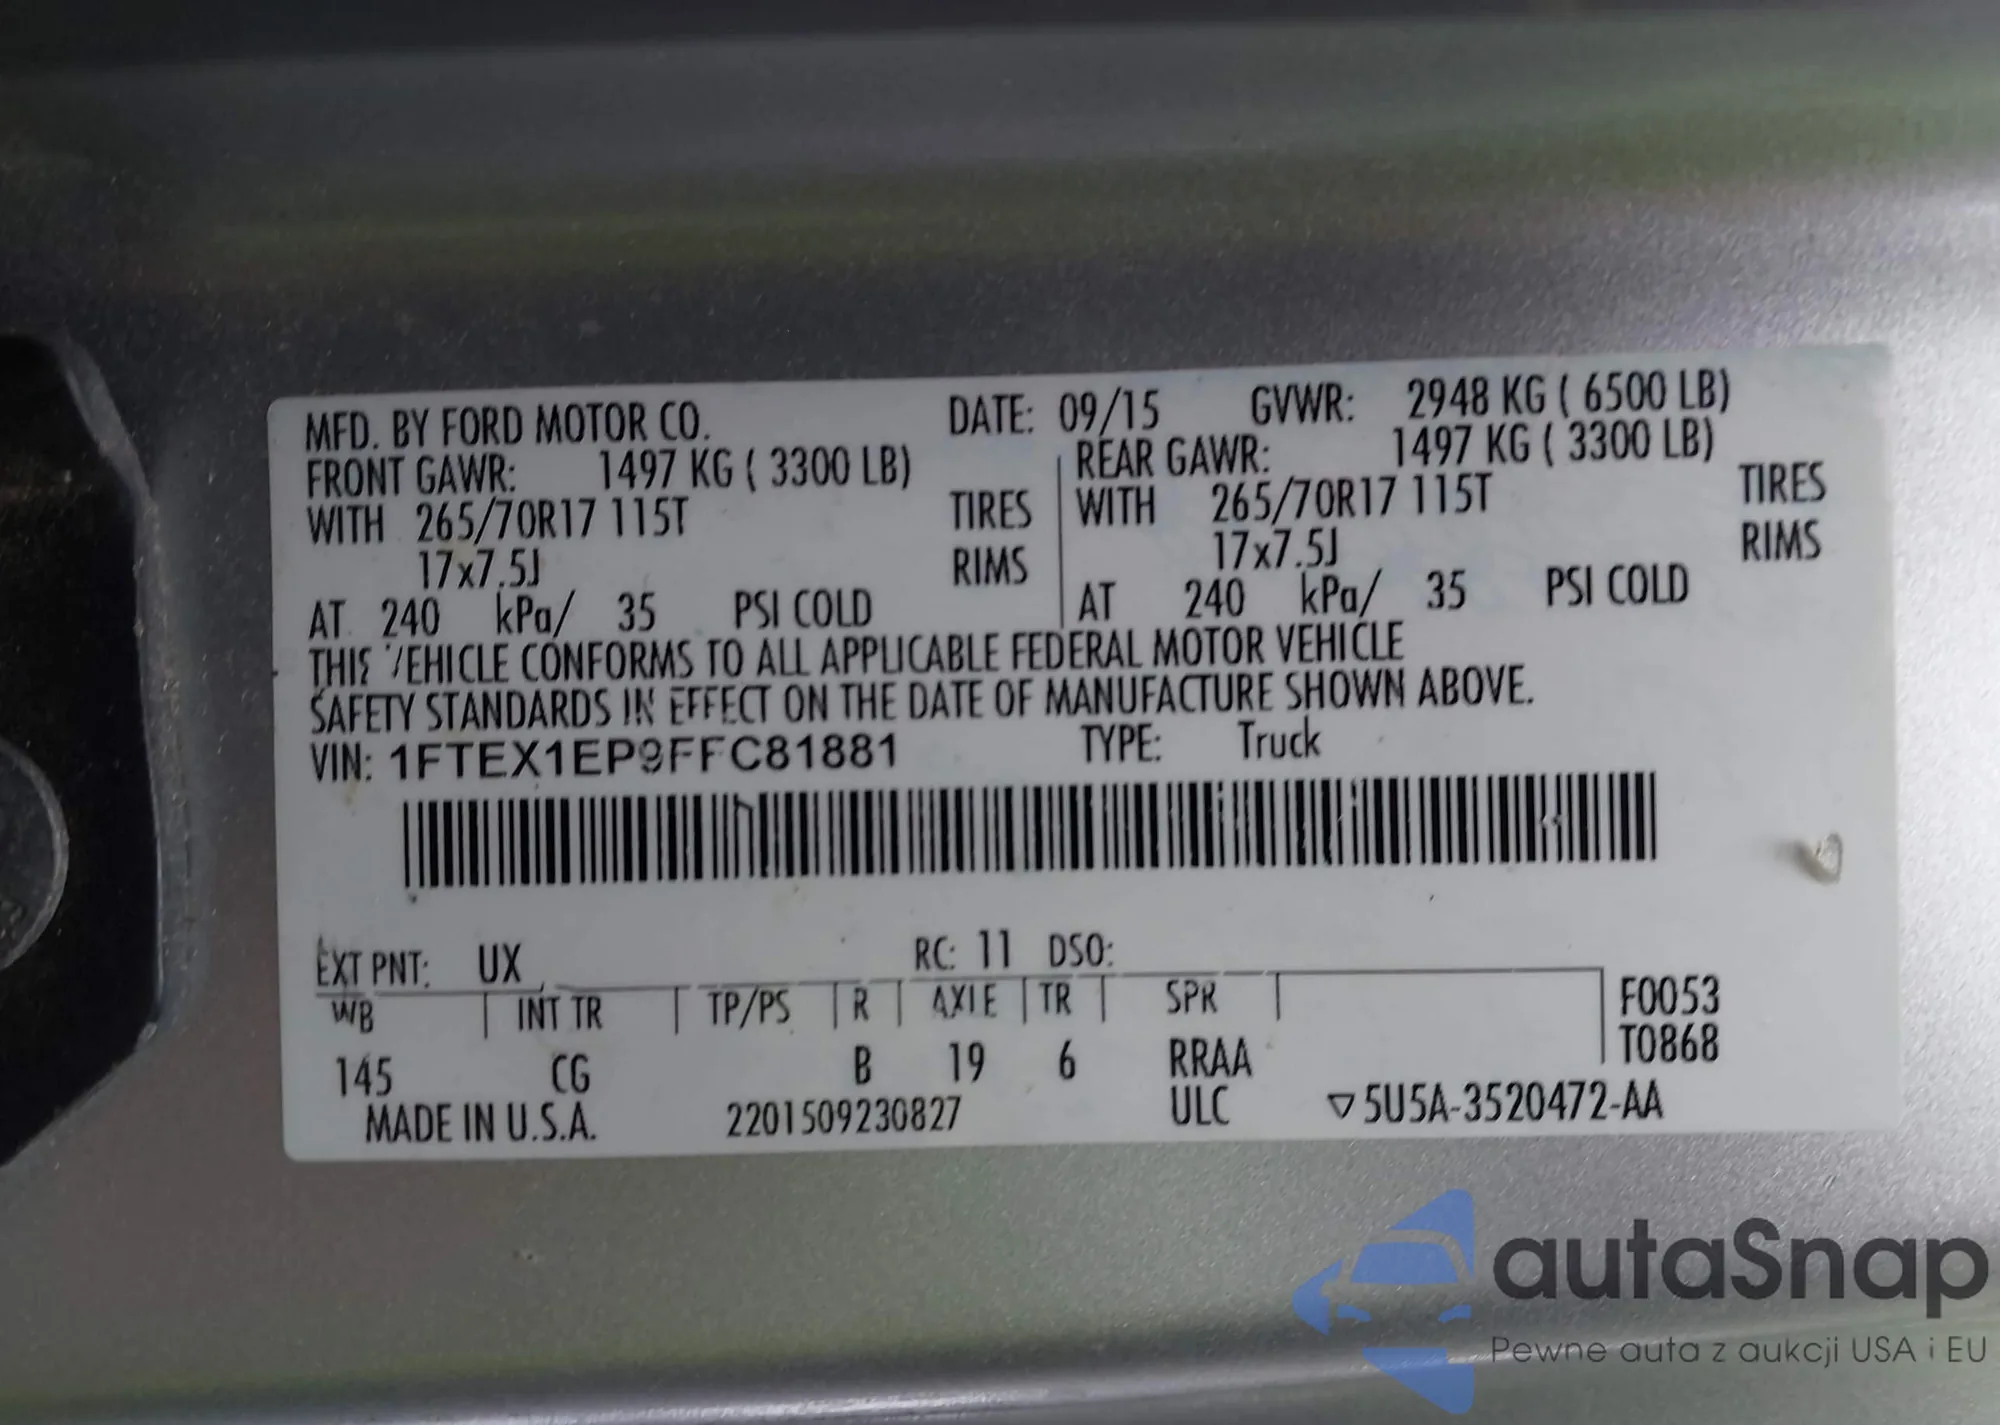 MFD. BY FORD MOTOR CO. DATE: 09/15 GVWR: 2948 KG ( 6500 LB)
FRONT GAWR: 1497 KG ( 3300 LB) REAR GAWR: 1497 KG ( 3300 LB)
WITH 265/70R17 115T TIRES WITH 265/70R17 115T TIRES
17x7.5J RIMS 17x7.5J RIMS
AT 240 kPa/ 35 PSI COLD AT 240 kPa/ 35 PSI COLD
THIS VEHICLE CONFORMS TO ALL APPLICABLE FEDERAL MOTOR VEHICLE
SAFETY STANDARDS IN EFFECT ON THE DATE OF MANUFACTURE SHOWN ABOVE.
VIN: 1FTEX1EP9FFC81881 TYPE: Truck
EXT PNT: UX RC: 11 DSO:
WB INT TR TP/PS R AXLE TR SPR F0053
T0868
145 CG B 19 6 RRAA
MADE IN U.S.A. 2201509230827 ULC ▽5U5A-3520472-AA
autaSnap
Pewne auta z aukcji USA i EU